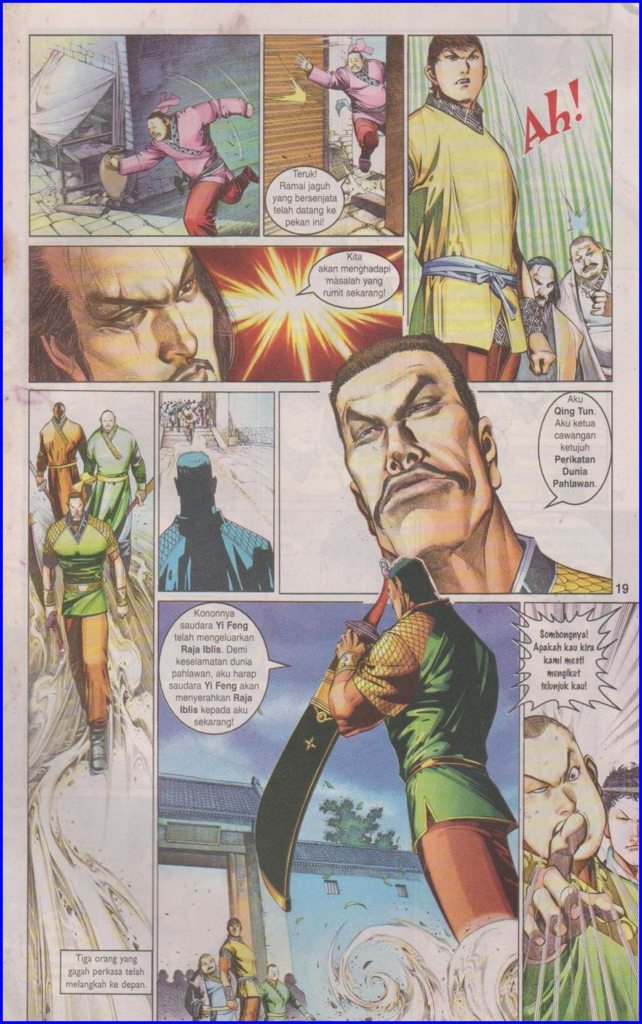 Teruk!
Ramai jaguh
yang bersenjata
telah datang ke
pekan ini!
Ah!
Kita
akan menghadapi
masalah yang
rumit sekarang!
Aku
Qing Tun.
Aku ketua
cawangan
ketujuh
Perikatan
Dunia
Pahlawan.
19
Tiga orang yang
gagah perkasa telah
melangkah ke depan.
Kononnya
saudara Yi Feng
telah mengeluarkan
Raja Iblis. Demi
keselamatan dunia
pahlawan, aku harap
saudara Yi Feng akan
menyerahkan Raja
Iblis kepada aku
sekarang!
Sombongnya!
Apakah kau kira
kami mesti
mengikut
telunjuk kau!